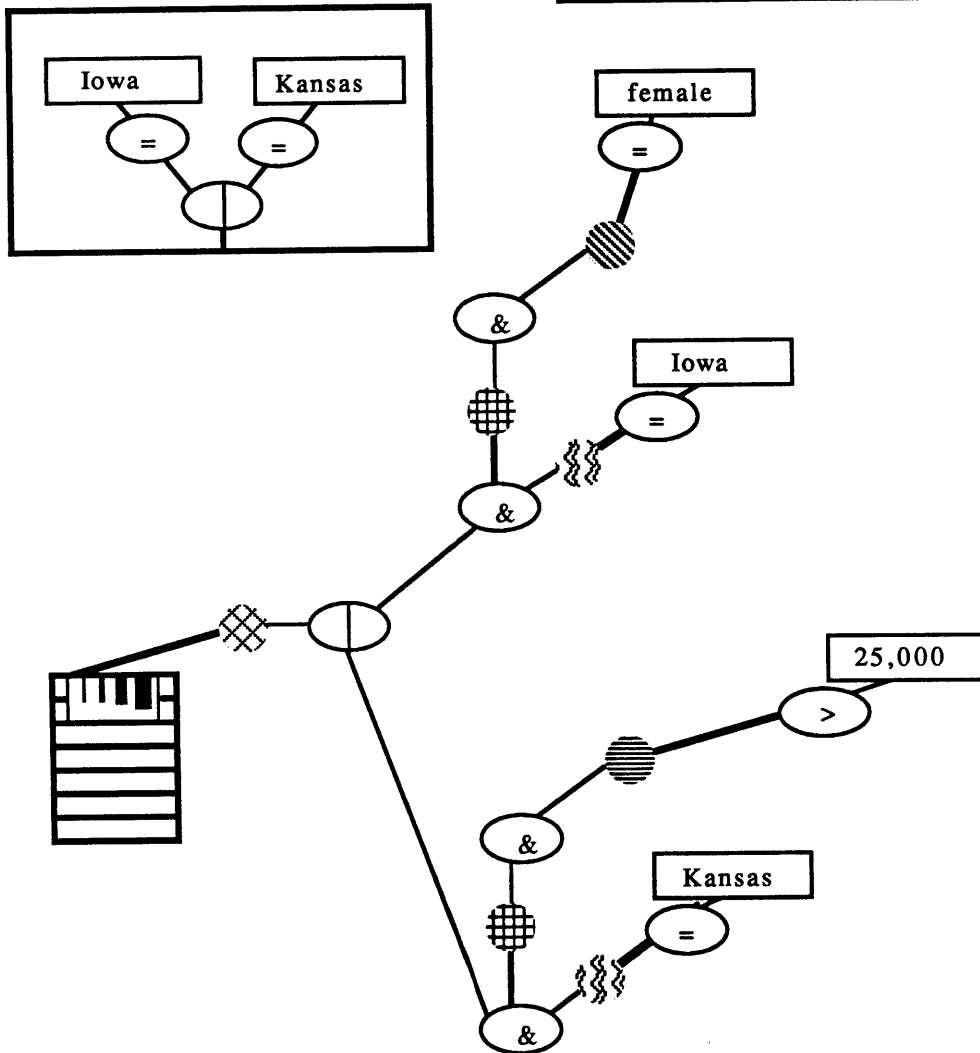 Iowa
Kansas
=
=
female
=
&
Iowa
=
&
25,000
>
&
Kansas
=
&